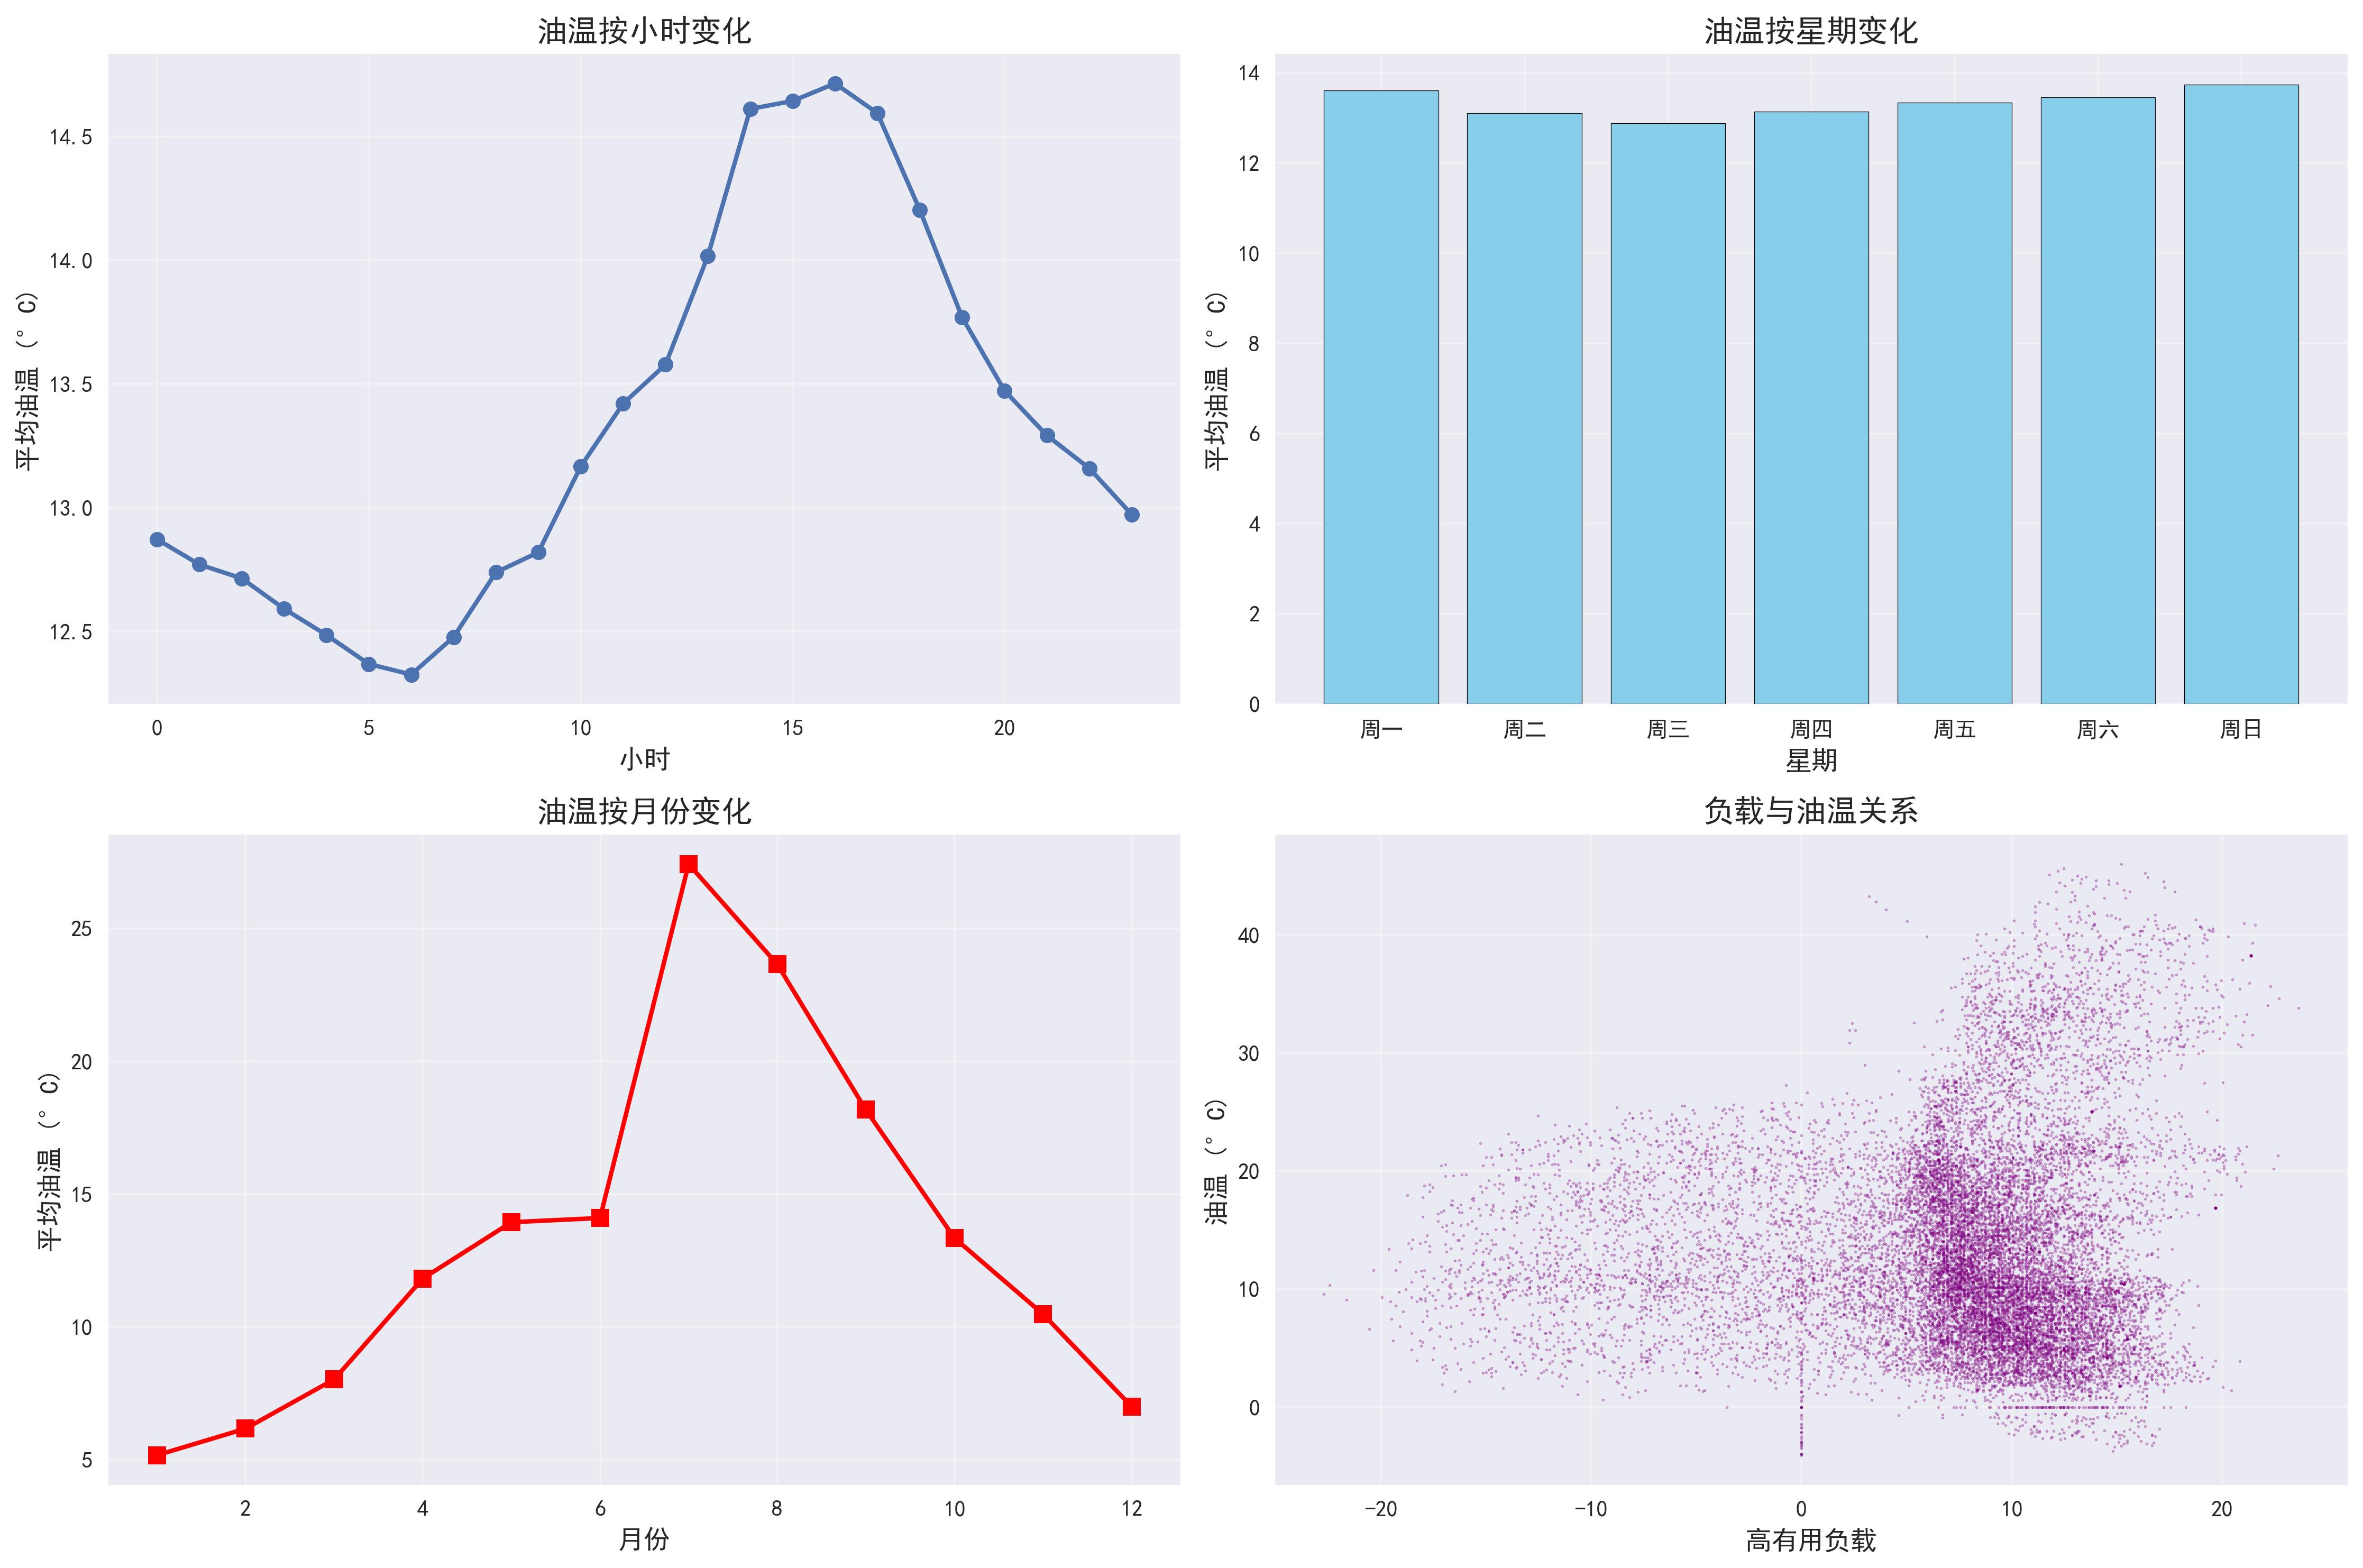 油温按小时变化
平均油温 (°C)
14.5
14.0
13.5
13.0
12.5
0 5 10 15 20
小时
油温按星期变化
平均油温 (°C)
14
12
10
8
6
4
2
0
周一 周二 周三 周四 周五 周六 周日
星期
油温按月份变化
平均油温 (°C)
25
20
15
10
5
2 4 6 8 10 12
月份
负载与油温关系
油温 (°C)
40
30
20
10
0
−20 −10 0 10 20
高有用负载